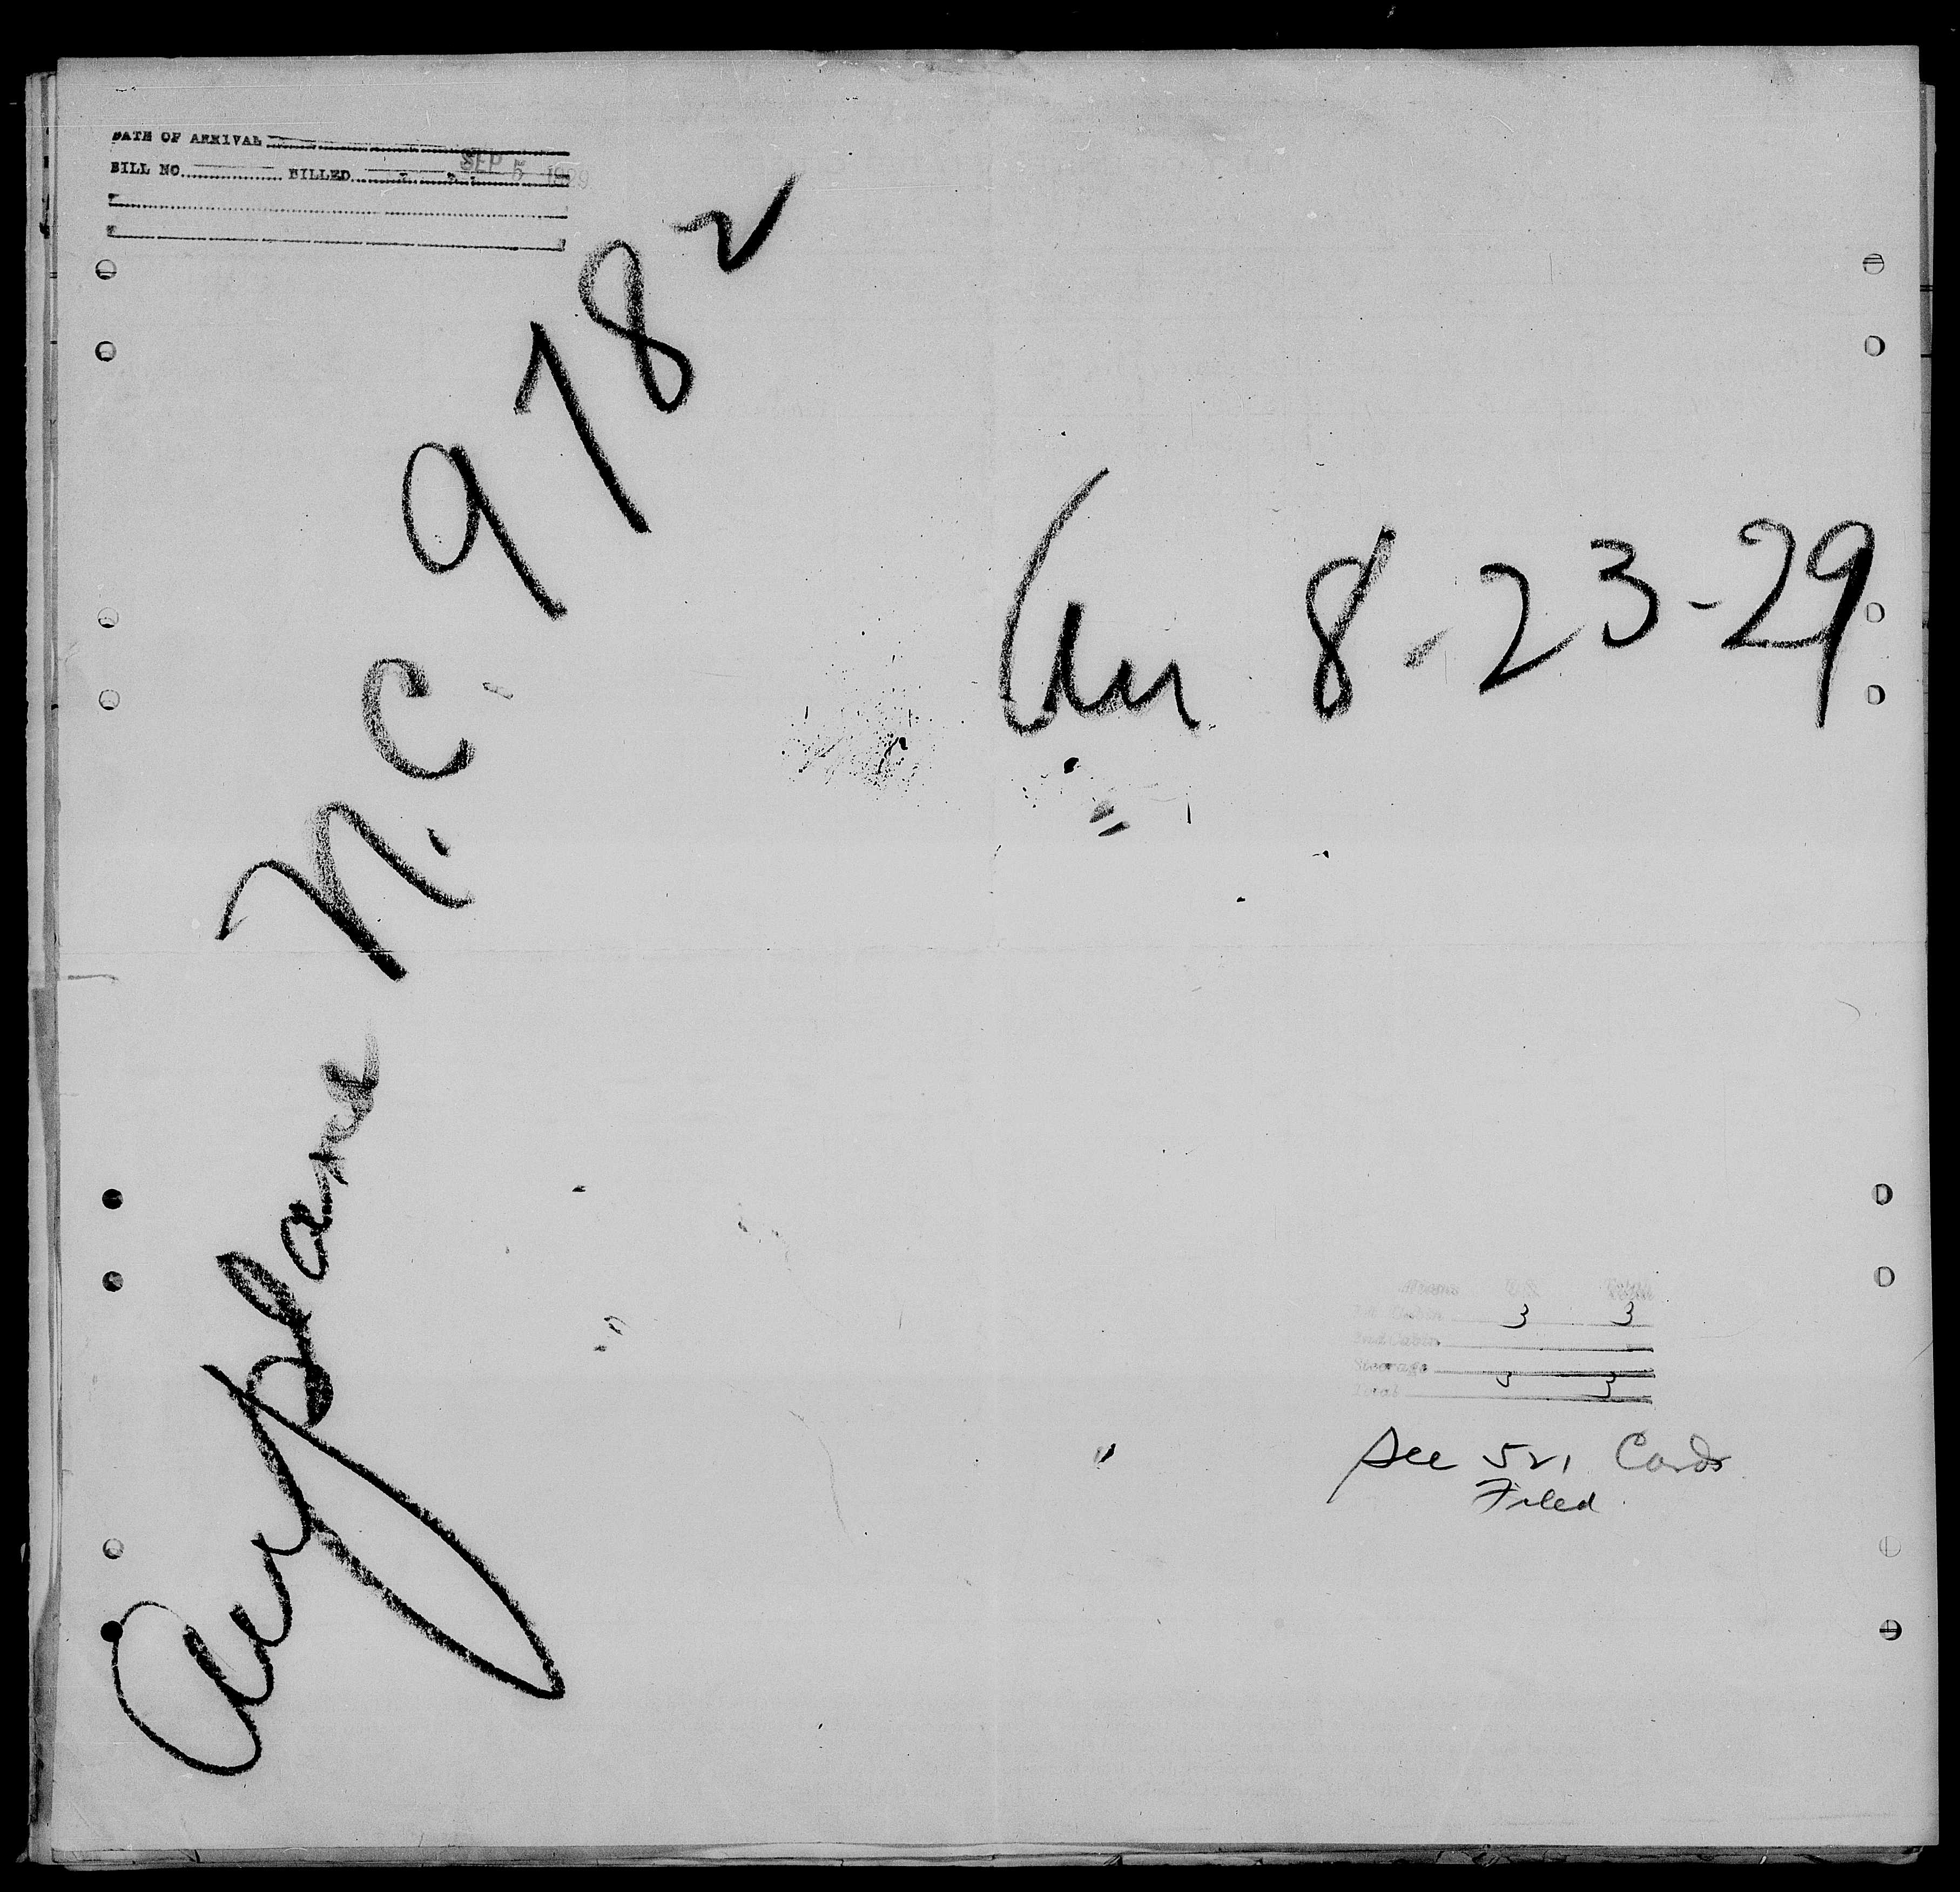 DATE OF ARRIVAL
BILL NO. BILLED SEP 5 1929
Airplane N.C. 9782
Arr 8-23-29
Aliens
1st Cabin 3 3
2nd Cabin
Steerage
Total 3 3
See 521 Cards
Filed